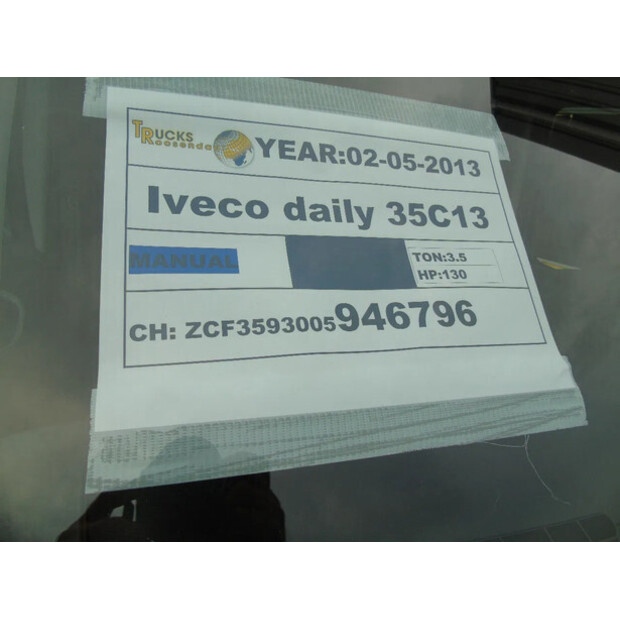 TRUCKS
Roosendaal
YEAR:02-05-2013
Iveco daily 35C13
MANUAL
TON:3.5
HP:130
CH: ZCF3593005946796